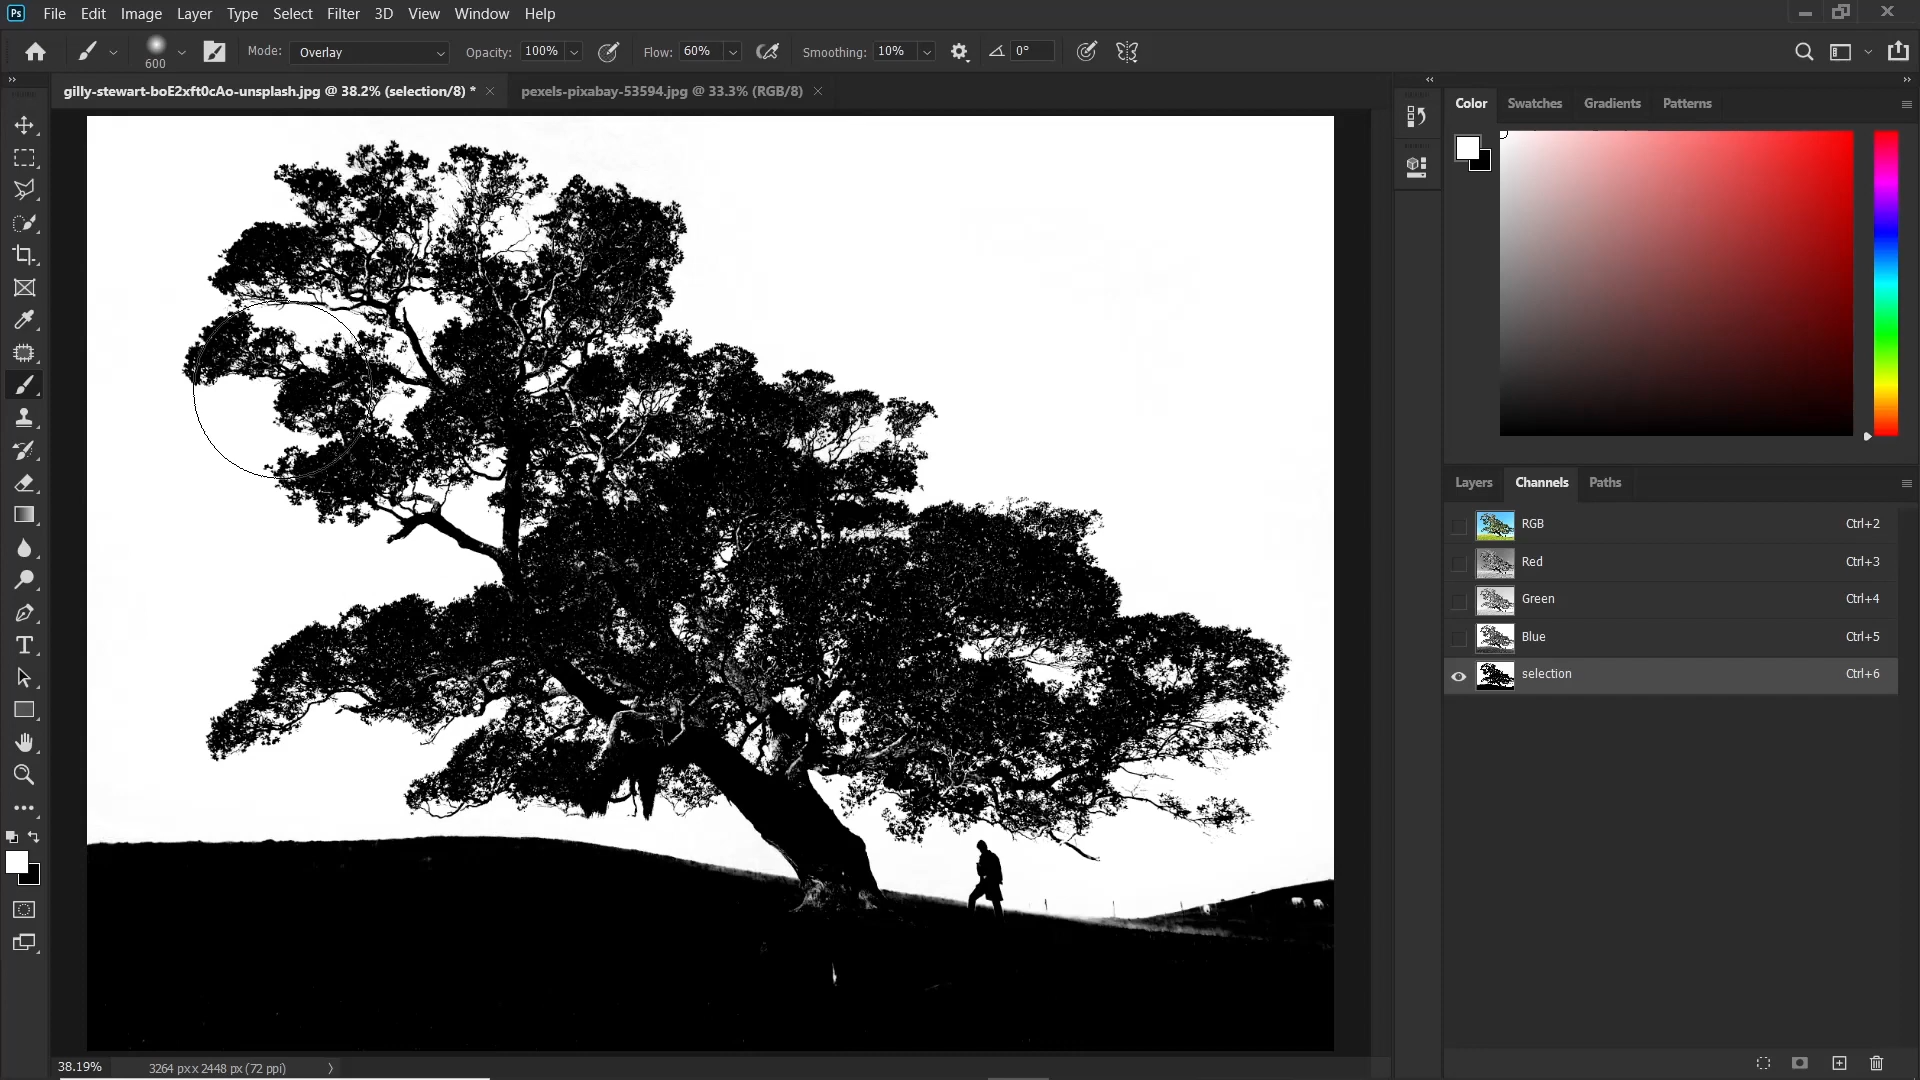 Ps File Edit Image Layer Type Select Filter 3D View Window Help
600 Mode: Overlay Opacity: 100% Flow: 60% Smoothing: 10% 0°
gilly-stewart-boE2xft0cAo-unsplash.jpg @ 38.2% (selection/8) * pexels-pixabay-53594.jpg @ 33.3% (RGB/8)
Color Swatches Gradients Patterns
Layers Channels Paths
RGB Ctrl+2
Red Ctrl+3
Green Ctrl+4
Blue Ctrl+5
selection Ctrl+6
38.19% 3264 px x 2448 px (72 ppi)